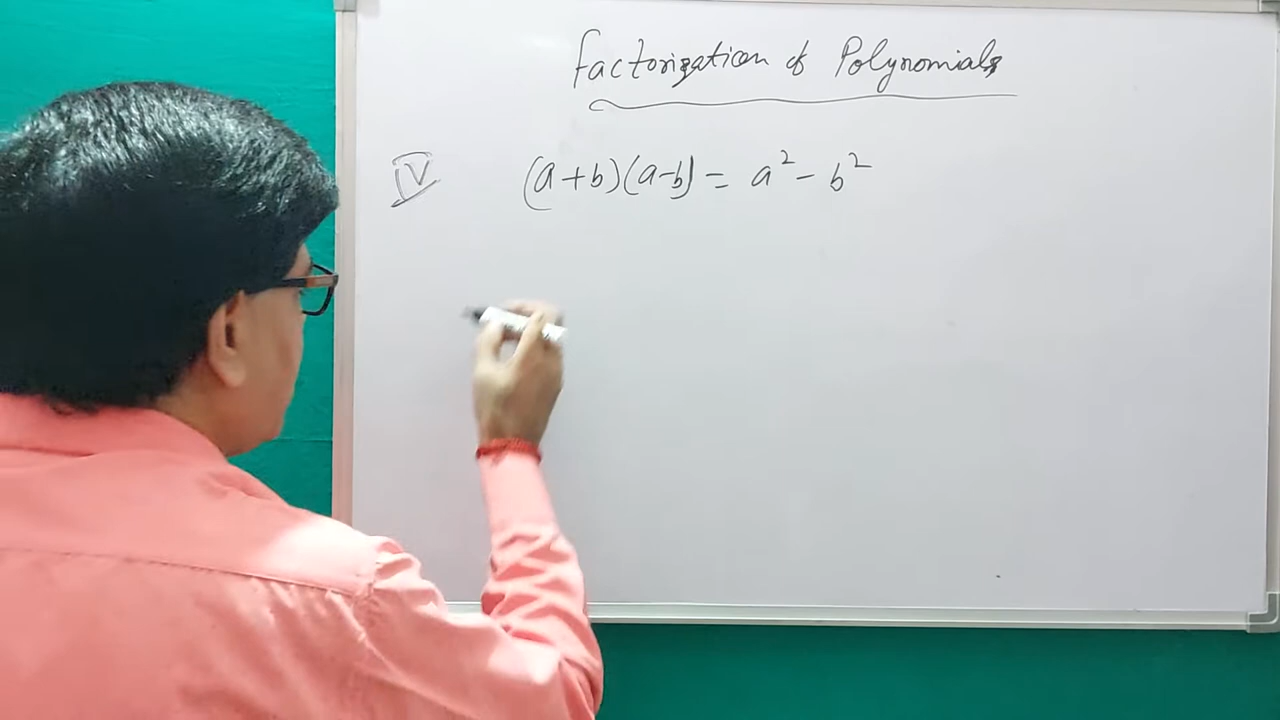 Factorization of Polynomials
IV (a+b)(a-b) = a² - b²